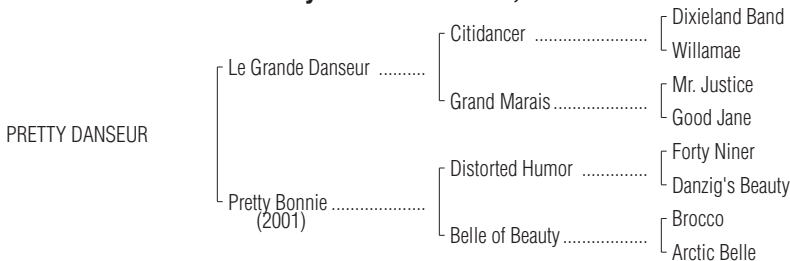 Dixieland Band
Citidancer ........................
Willamae
Le Grande Danseur ..........
Mr. Justice
Grand Marais ....................
Good Jane
PRETTY DANSEUR
Forty Niner
Distorted Humor ..............
Danzig's Beauty
Pretty Bonnie ....................
(2001)
Brocco
Belle of Beauty ..................
Arctic Belle